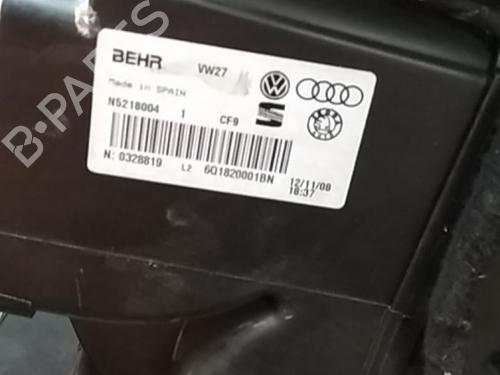 BEHR VW27
Made in SPAIN
N5218004 1 CF9
N: 0328819 L2 6Q1820001BN 12/11/08
18:37
B-PARTS